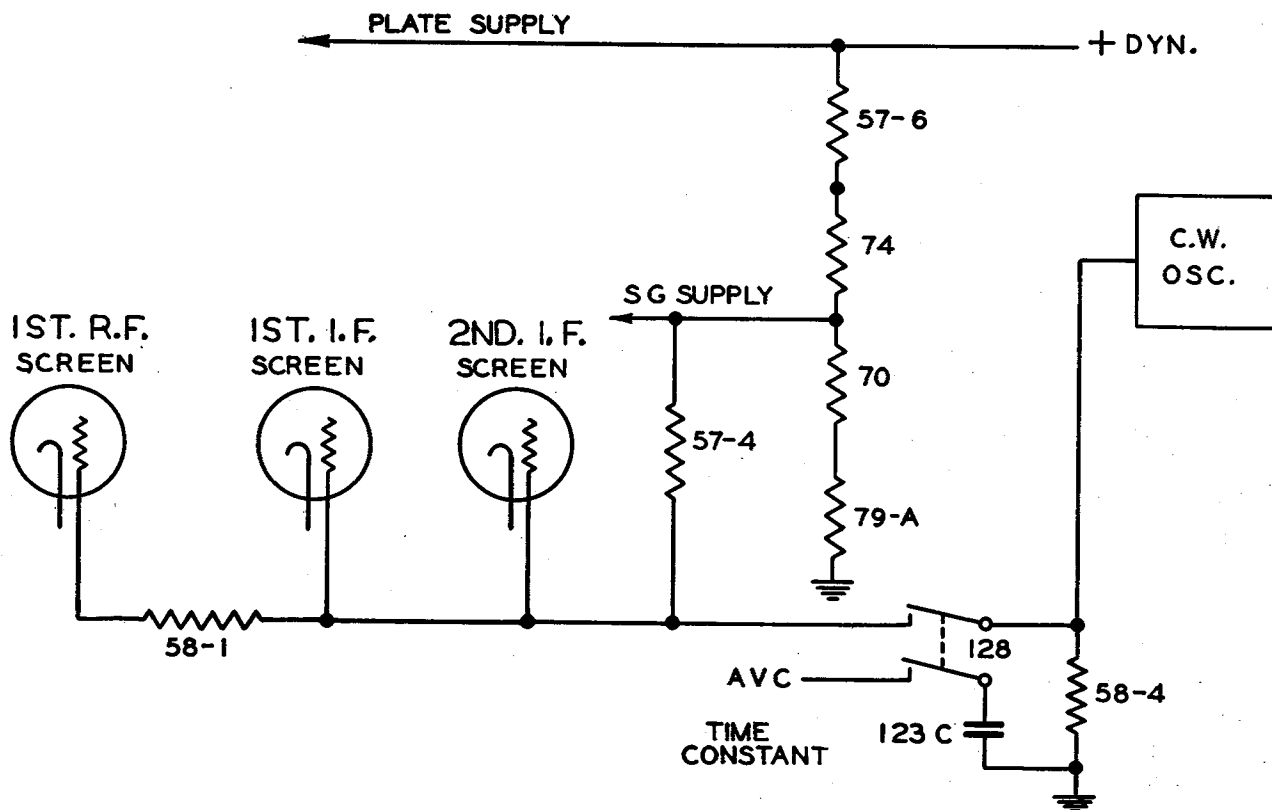 PLATE SUPPLY
+ DYN.
57-6
74
C.W.
OSC.
SG SUPPLY
1ST. R.F.
SCREEN
1ST. I.F.
SCREEN
2ND. I.F.
SCREEN
70
57-4
79-A
58-1
128
AVC
58-4
TIME
CONSTANT
123 C